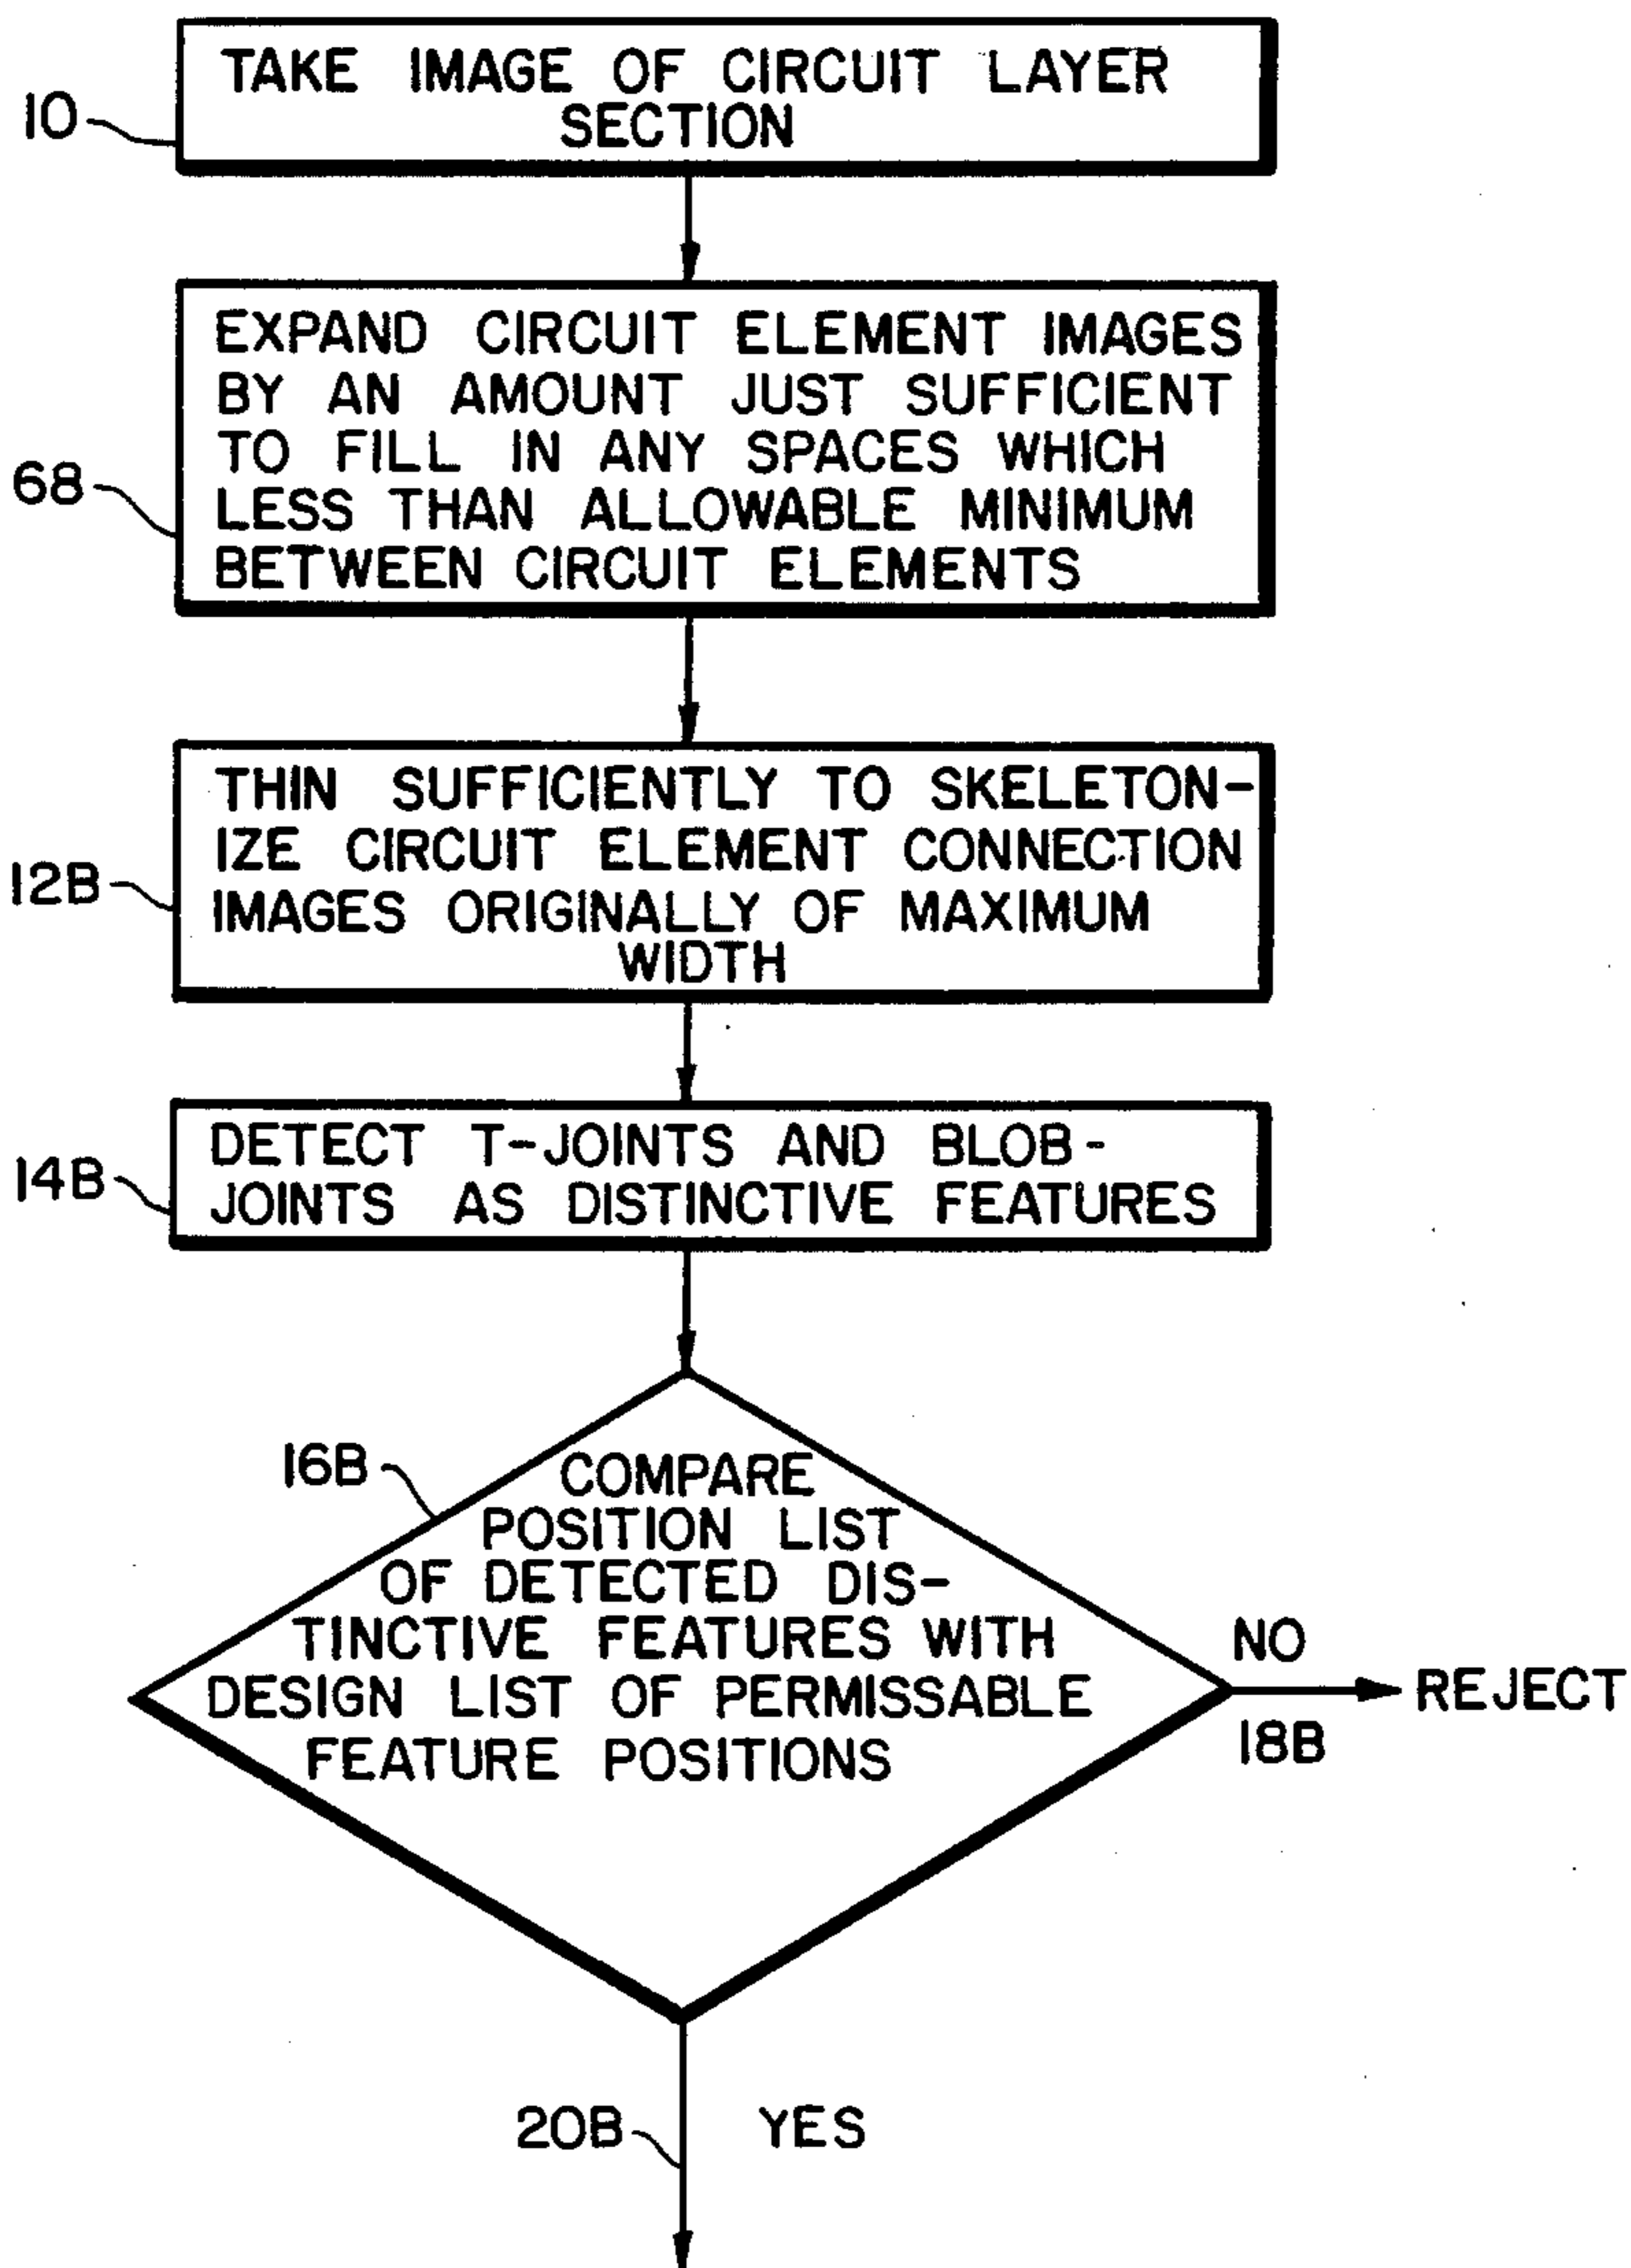 TAKE IMAGE OF CIRCUIT LAYER
SECTION
10
EXPAND CIRCUIT ELEMENT IMAGES
BY AN AMOUNT JUST SUFFICIENT
TO FILL IN ANY SPACES WHICH
LESS THAN ALLOWABLE MINIMUM
BETWEEN CIRCUIT ELEMENTS
68
THIN SUFFICIENTLY TO SKELETON-
IZE CIRCUIT ELEMENT CONNECTION
IMAGES ORIGINALLY OF MAXIMUM
WIDTH
12B
DETECT T-JOINTS AND BLOB-
JOINTS AS DISTINCTIVE FEATURES
14B
16B
COMPARE
POSITION LIST
OF DETECTED DIS-
TINCTIVE FEATURES WITH
DESIGN LIST OF PERMISSABLE
FEATURE POSITIONS
NO
REJECT
18B
20B
YES